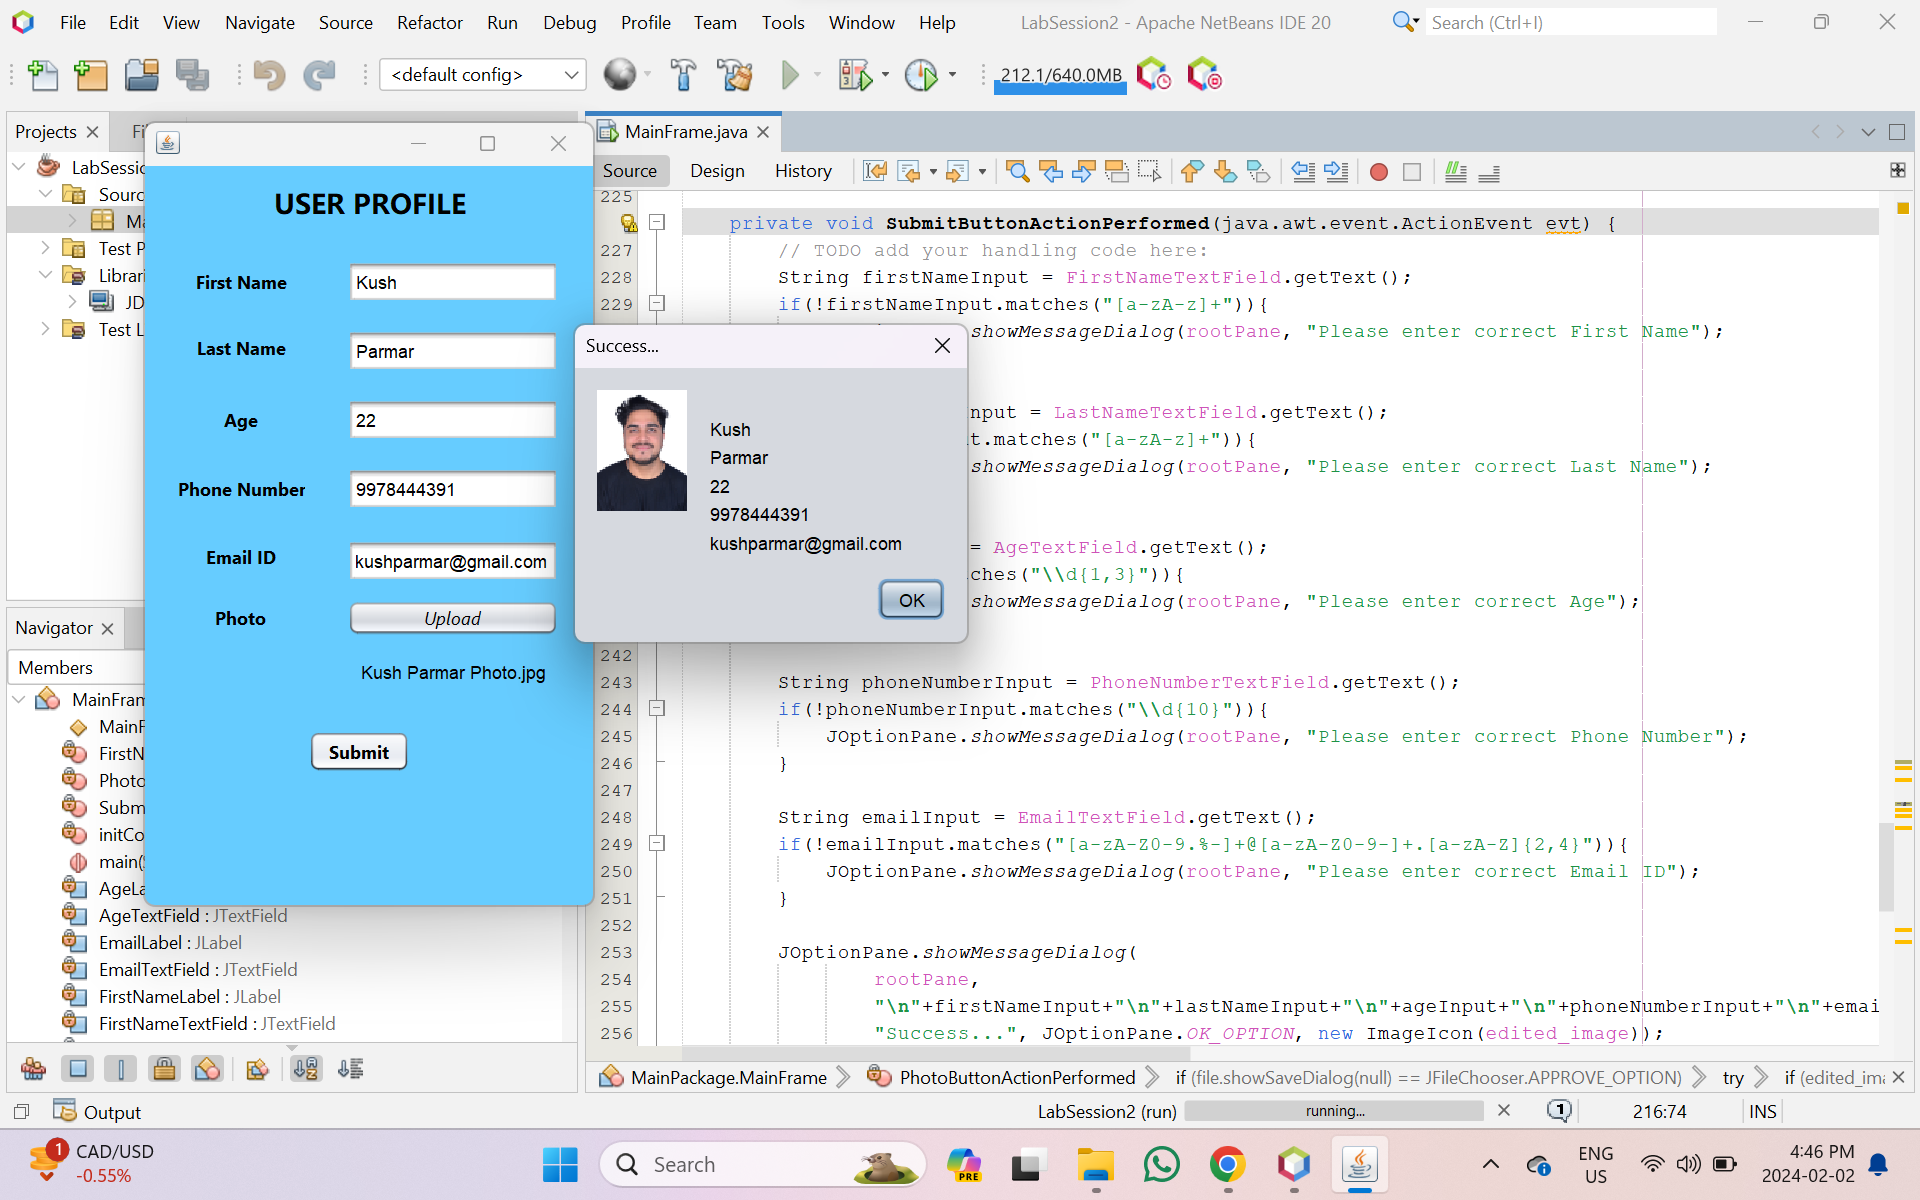 File Edit View Navigate Source Refactor Run Debug Profile Team Tools Window Help
LabSession2 - Apache NetBeans IDE 20
Search (Ctrl+I)
<default config>
212.1/640.0MB
Projects
MainFrame.java
Source Design History
LabSessio
Sourc
Ma
Test P
Librari
JD
Test L
USER PROFILE
First Name Kush
Last Name Parmar
Age 22
Phone Number 9978444391
Email ID kushparmar@gmail.com
Photo Upload
Kush Parmar Photo.jpg
Submit
Success...
Kush
Parmar
22
9978444391
kushparmar@gmail.com
OK
225
private void SubmitButtonActionPerformed(java.awt.event.ActionEvent evt) {
227 // TODO add your handling code here:
228 String firstNameInput = FirstNameTextField.getText();
229 if(!firstNameInput.matches("[a-zA-z]+")){
showMessageDialog(rootPane, "Please enter correct First Name");
nput = LastNameTextField.getText();
t.matches("[a-zA-z]+")){
showMessageDialog(rootPane, "Please enter correct Last Name");
= AgeTextField.getText();
ches("\\d{1,3}")){
showMessageDialog(rootPane, "Please enter correct Age");
242
243 String phoneNumberInput = PhoneNumberTextField.getText();
244 if(!phoneNumberInput.matches("\\d{10}")){
245 JOptionPane.showMessageDialog(rootPane, "Please enter correct Phone Number");
246 }
247
248 String emailInput = EmailTextField.getText();
249 if(!emailInput.matches("[a-zA-Z0-9.%-]+@[a-zA-Z0-9-]+.[a-zA-Z]{2,4}")){
250 JOptionPane.showMessageDialog(rootPane, "Please enter correct Email ID");
251 }
252
253 JOptionPane.showMessageDialog(
254 rootPane,
255 "\n"+firstNameInput+"\n"+lastNameInput+"\n"+ageInput+"\n"+phoneNumberInput+"\n"+emai
256 "Success...", JOptionPane.OK_OPTION, new ImageIcon(edited_image));
Navigator
Members
MainFram
MainF
FirstN
Photo
Subm
initCo
main(
AgeLa
AgeTextField : JTextField
EmailLabel : JLabel
EmailTextField : JTextField
FirstNameLabel : JLabel
FirstNameTextField : JTextField
MainPackage.MainFrame PhotoButtonActionPerformed if (file.showSaveDialog(null) == JFileChooser.APPROVE_OPTION) try if (edited_im
Output
LabSession2 (run) running... 1 216:74 INS
1 CAD/USD
-0.55%
Search
PRE
ENG
US
4:46 PM
2024-02-02